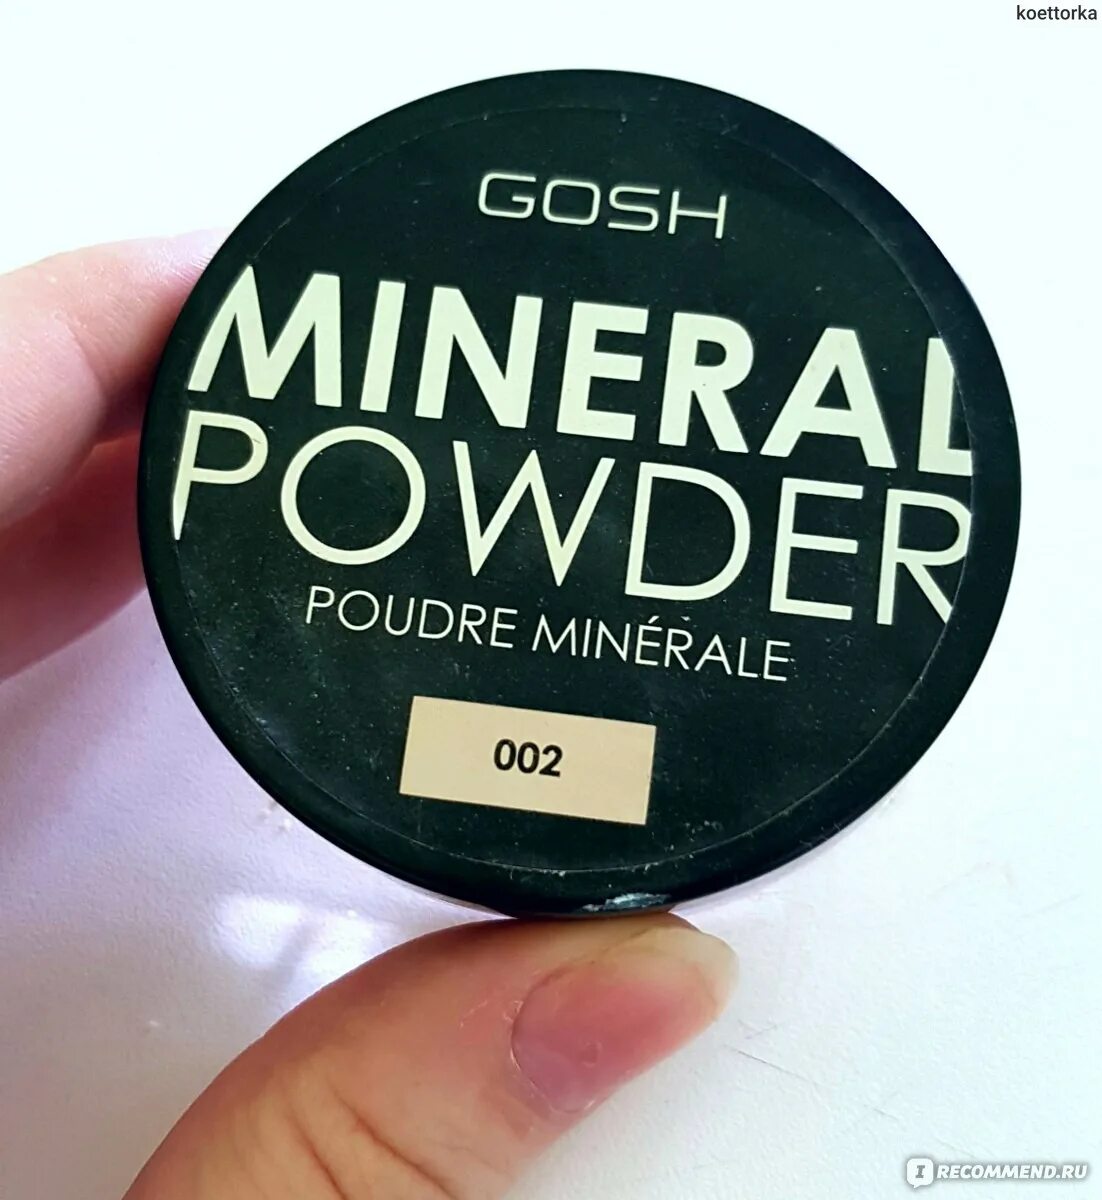 koettorka
GOSH
MINERAL
POWDER
POUDRE MINÉRALE
002
I RECOMMEND.RU